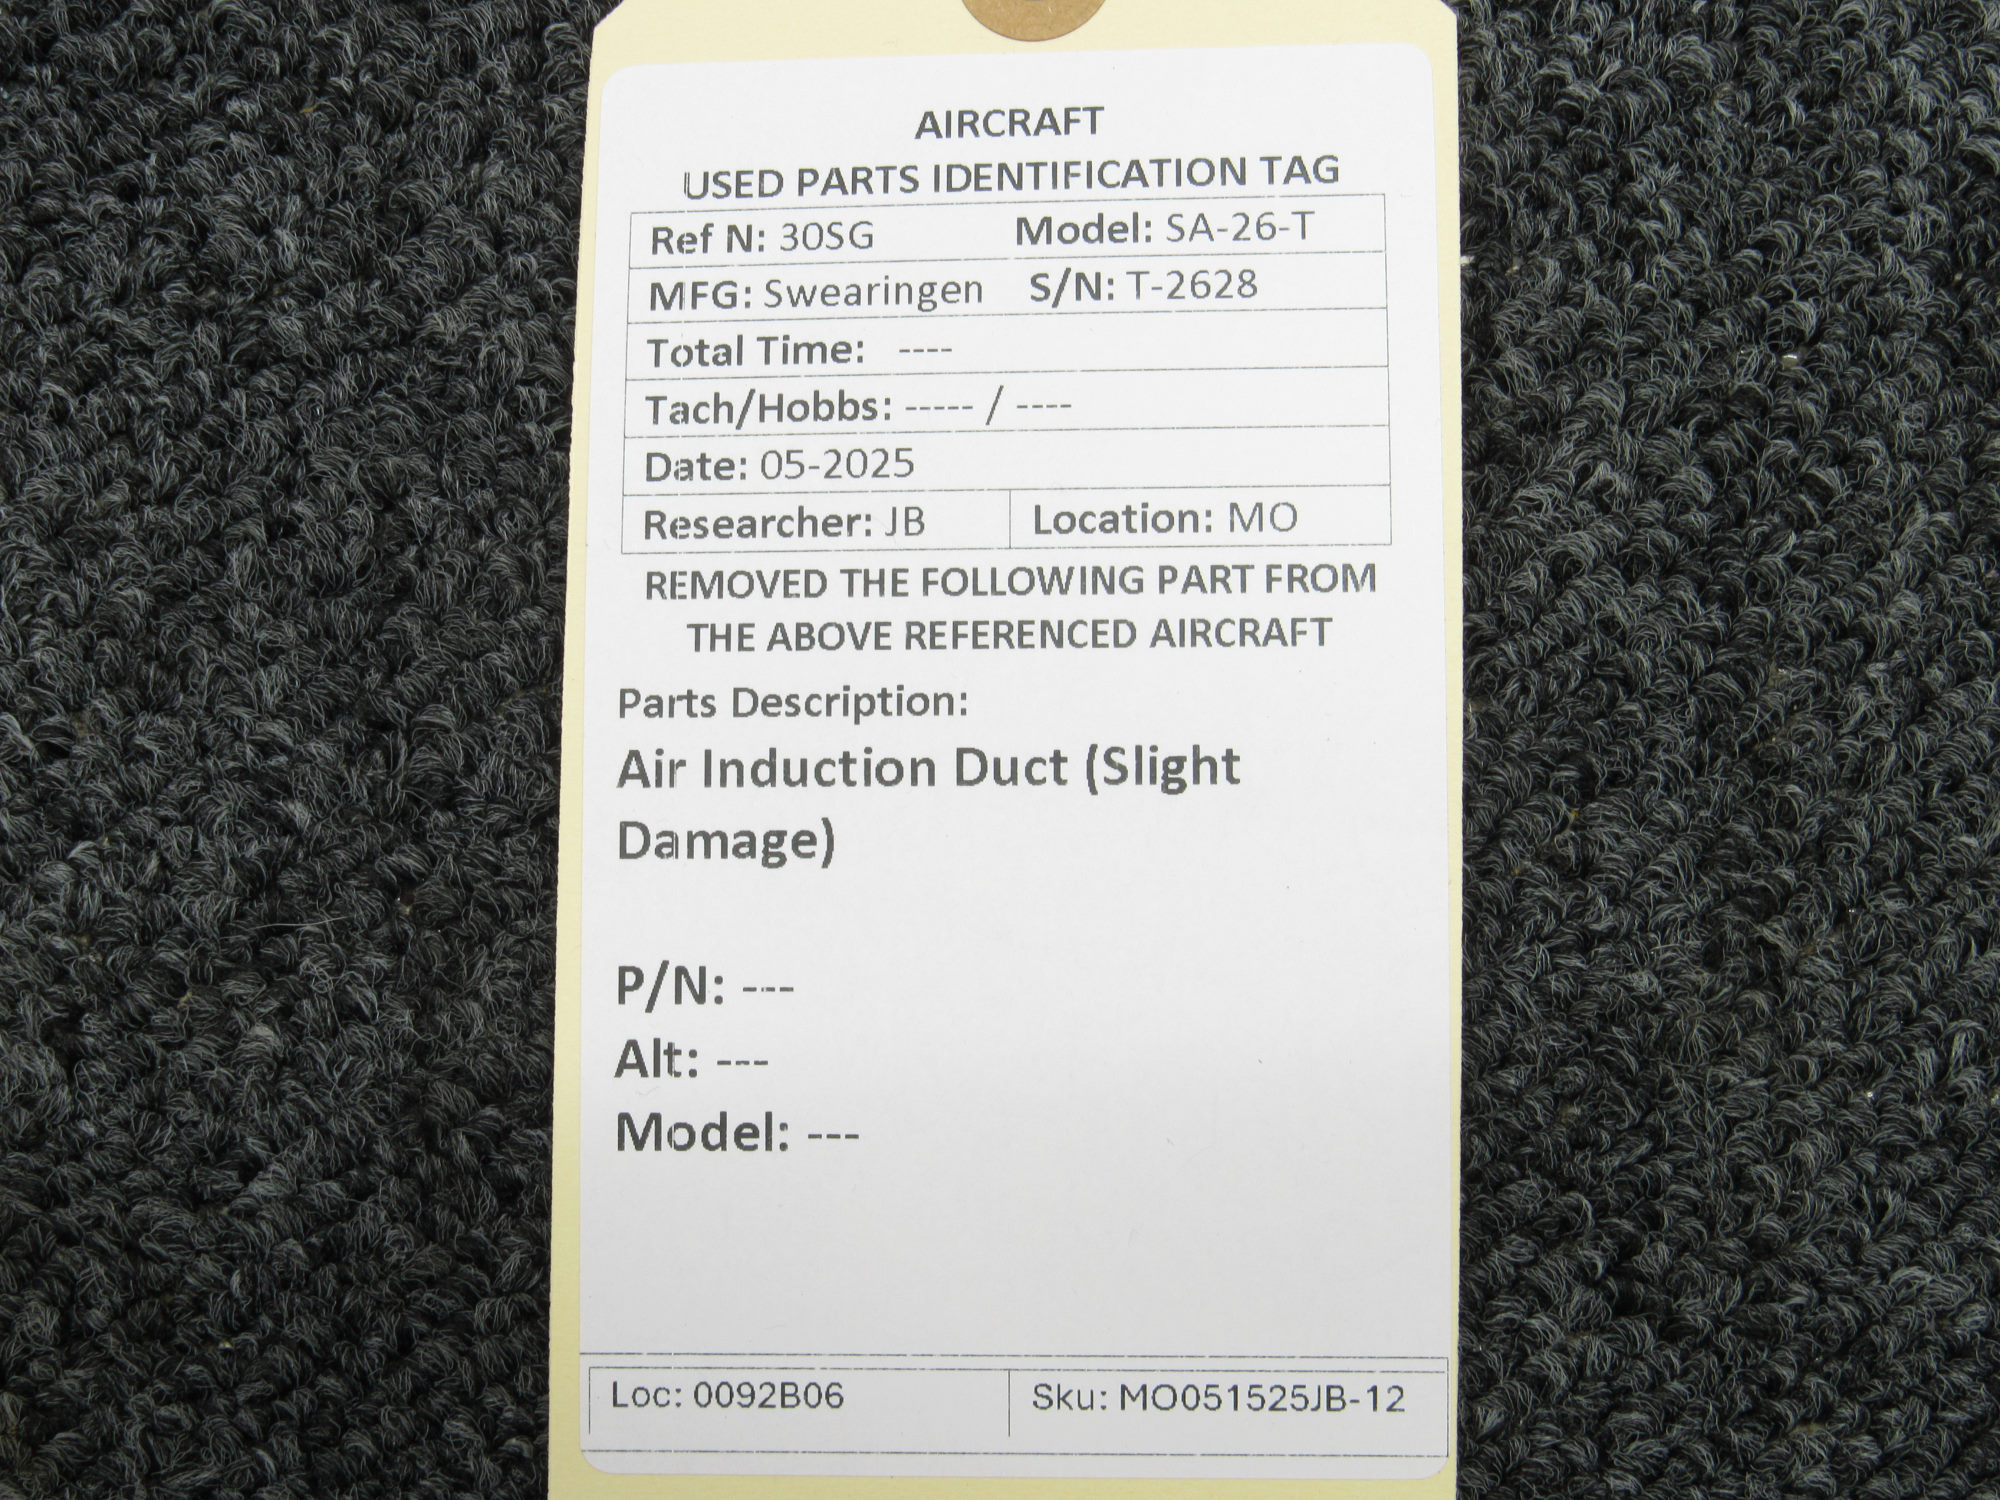 AIRCRAFT
USED PARTS IDENTIFICATION TAG
Ref N: 30SG Model: SA-26-T
MFG: Swearingen S/N: T-2628
Total Time: ----
Tach/Hobbs: ----- / ----
Date: 05-2025
Researcher: JB Location: MO
REMOVED THE FOLLOWING PART FROM
THE ABOVE REFERENCED AIRCRAFT
Parts Description:
Air Induction Duct (Slight
Damage)
P/N: ---
Alt: ---
Model: ---
Loc: 0092B06 Sku: MO051525JB-12